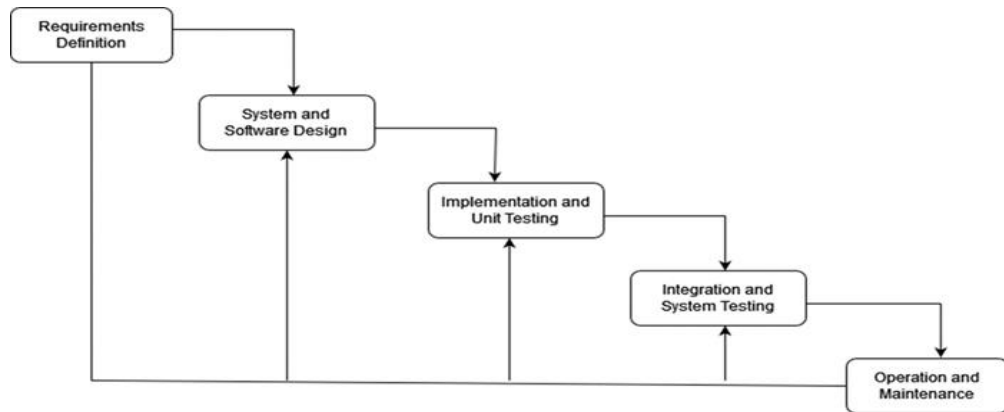 Requirements
Definition
System and
Software Design
Implementation and
Unit Testing
Integration and
System Testing
Operation and
Maintenance